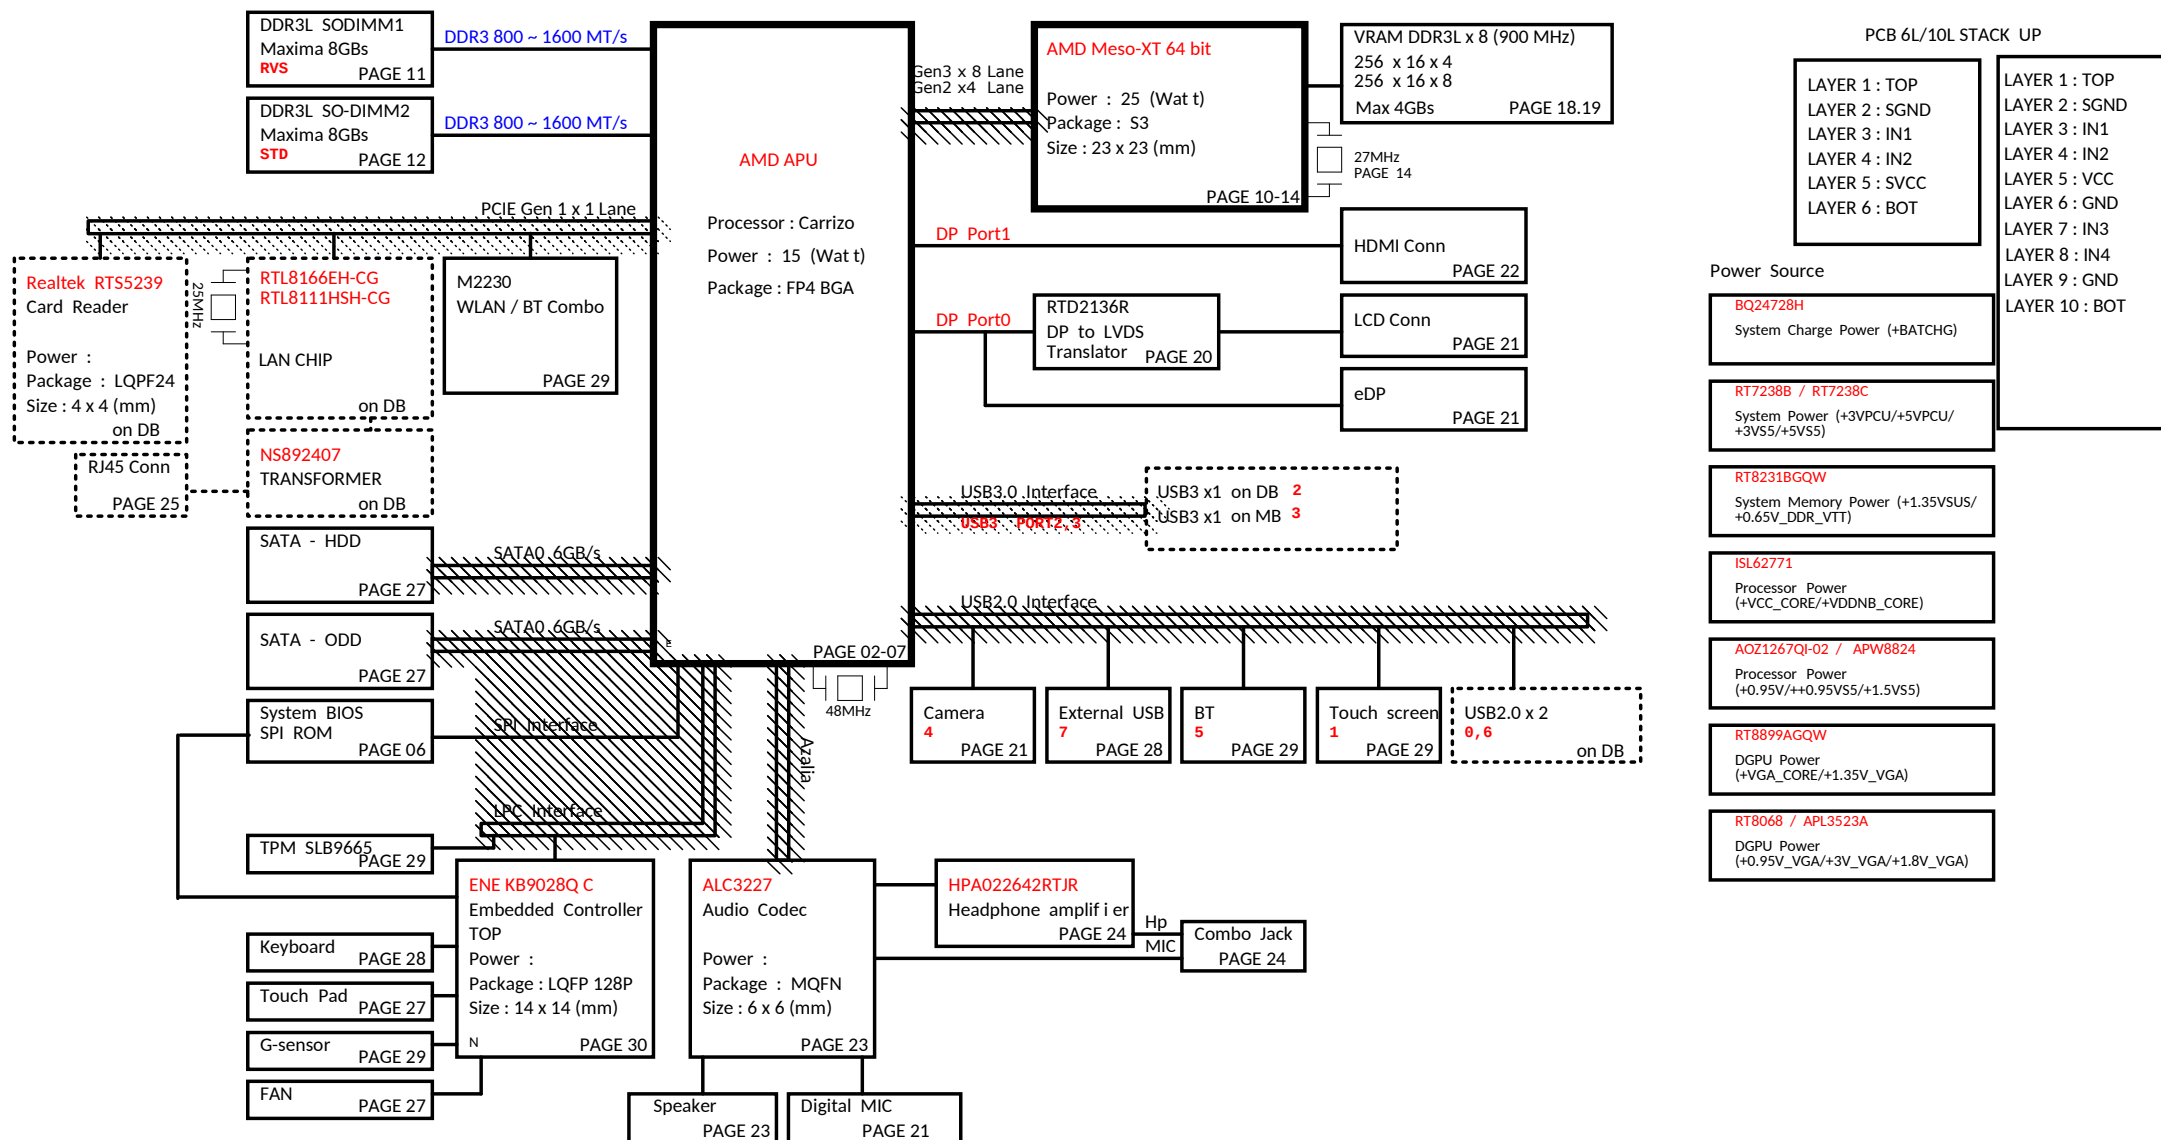 DDR3L SODIMM1
Maxima 8GBs
RVS
PAGE 11
DDR3 800 ~ 1600 MT/s
DDR3L SO-DIMM2
Maxima 8GBs
STD
PAGE 12
DDR3 800 ~ 1600 MT/s
PCIE Gen 1 x 1 Lane
Realtek RTS5239
Card Reader
Power :
Package : LQPF24
Size : 4 x 4 (mm)
on DB
25MHz
RTL8166EH-CG
RTL8111HSH-CG
LAN CHIP
on DB
M2230
WLAN / BT Combo
PAGE 29
RJ45 Conn
PAGE 25
NS892407
TRANSFORMER
on DB
SATA - HDD
PAGE 27
SATA0 6GB/s
SATA - ODD
PAGE 27
SATA0 6GB/s
System BIOS
SPI ROM
PAGE 06
SPI Interface
LPC Interface
TPM SLB9665
PAGE 29
AMD APU
Processor : Carrizo
Power : 15 (Wat t)
Package : FP4 BGA
E
PAGE 02-07
48MHz
Azalia
Gen3 x 8 Lane
Gen2 x4 Lane
AMD Meso-XT 64 bit
Power : 25 (Wat t)
Package : S3
Size : 23 x 23 (mm)
PAGE 10-14
VRAM DDR3L x 8 (900 MHz)
256 x 16 x 4
256 x 16 x 8
Max 4GBs
PAGE 18.19
27MHz
PAGE 14
DP Port1
HDMI Conn
PAGE 22
DP Port0
RTD2136R
DP to LVDS
Translator
PAGE 20
LCD Conn
PAGE 21
eDP
PAGE 21
USB3.0 Interface
USB3 PORT2,3
USB3 x1 on DB 2
USB3 x1 on MB 3
USB2.0 Interface
Camera
4
PAGE 21
External USB
7
PAGE 28
BT
5
PAGE 29
Touch screen
1
PAGE 29
USB2.0 x 2
0,6
on DB
ENE KB9028Q C
Embedded Controller
TOP
Power :
Package : LQFP 128P
Size : 14 x 14 (mm)
N
PAGE 30
Keyboard
PAGE 28
Touch Pad
PAGE 27
G-sensor
PAGE 29
FAN
PAGE 27
ALC3227
Audio Codec
Power :
Package : MQFN
Size : 6 x 6 (mm)
PAGE 23
HPA022642RTJR
Headphone amplif i er
PAGE 24
Hp
MIC
Combo Jack
PAGE 24
Speaker
PAGE 23
Digital MIC
PAGE 21
PCB 6L/10L STACK UP
LAYER 1 : TOP
LAYER 2 : SGND
LAYER 3 : IN1
LAYER 4 : IN2
LAYER 5 : SVCC
LAYER 6 : BOT
LAYER 1 : TOP
LAYER 2 : SGND
LAYER 3 : IN1
LAYER 4 : IN2
LAYER 5 : VCC
LAYER 6 : GND
LAYER 7 : IN3
LAYER 8 : IN4
LAYER 9 : GND
LAYER 10 : BOT
Power Source
BQ24728H
System Charge Power (+BATCHG)
RT7238B / RT7238C
System Power (+3VPCU/+5VPCU/
+3VS5/+5VS5)
RT8231BGQW
System Memory Power (+1.35VSUS/
+0.65V_DDR_VTT)
ISL62771
Processor Power
(+VCC_CORE/+VDDNB_CORE)
AOZ1267QI-02 / APW8824
Processor Power
(+0.95V/++0.95VS5/+1.5VS5)
RT8899AGQW
DGPU Power
(+VGA_CORE/+1.35V_VGA)
RT8068 / APL3523A
DGPU Power
(+0.95V_VGA/+3V_VGA/+1.8V_VGA)